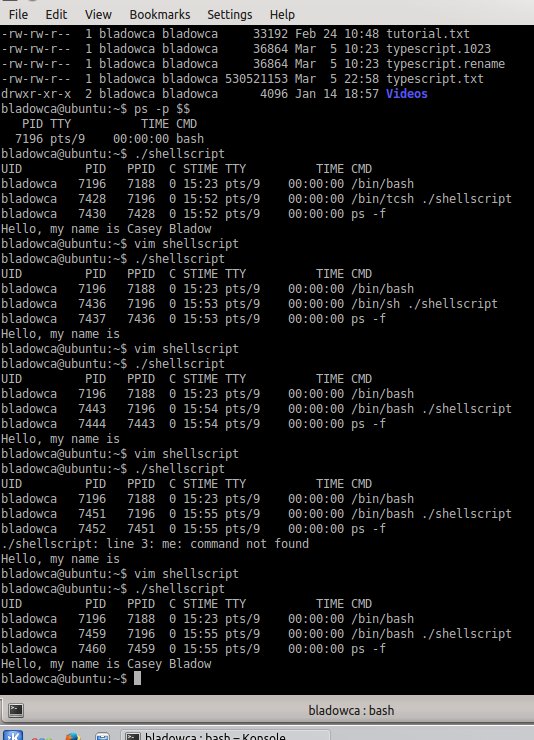 File Edit View Bookmarks Settings Help
-rw-rw-r-- 1 bladowca bladowca 33192 Feb 24 10:48 tutorial.txt
-rw-rw-r-- 1 bladowca bladowca 36864 Mar 5 10:23 typescript.1023
-rw-rw-r-- 1 bladowca bladowca 36864 Mar 5 10:23 typescript.rename
-rw-rw-r-- 1 bladowca bladowca 530521153 Mar 5 22:58 typescript.txt
drwxr-xr-x 2 bladowca bladowca 4096 Jan 14 18:57 Videos
bladowca@ubuntu:~$ ps -p $$
PID TTY TIME CMD
7196 pts/9 00:00:00 bash
bladowca@ubuntu:~$ ./shellscript
UID PID PPID C STIME TTY TIME CMD
bladowca 7196 7188 0 15:23 pts/9 00:00:00 /bin/bash
bladowca 7428 7196 0 15:52 pts/9 00:00:00 /bin/tcsh ./shellscript
bladowca 7430 7428 0 15:52 pts/9 00:00:00 ps -f
Hello, my name is Casey Bladow
bladowca@ubuntu:~$ vim shellscript
bladowca@ubuntu:~$ ./shellscript
UID PID PPID C STIME TTY TIME CMD
bladowca 7196 7188 0 15:23 pts/9 00:00:00 /bin/bash
bladowca 7436 7196 0 15:53 pts/9 00:00:00 /bin/sh ./shellscript
bladowca 7437 7436 0 15:53 pts/9 00:00:00 ps -f
Hello, my name is
bladowca@ubuntu:~$ vim shellscript
bladowca@ubuntu:~$ ./shellscript
UID PID PPID C STIME TTY TIME CMD
bladowca 7196 7188 0 15:23 pts/9 00:00:00 /bin/bash
bladowca 7443 7196 0 15:54 pts/9 00:00:00 /bin/bash ./shellscript
bladowca 7444 7443 0 15:54 pts/9 00:00:00 ps -f
Hello, my name is
bladowca@ubuntu:~$ vim shellscript
bladowca@ubuntu:~$ ./shellscript
UID PID PPID C STIME TTY TIME CMD
bladowca 7196 7188 0 15:23 pts/9 00:00:00 /bin/bash
bladowca 7451 7196 0 15:55 pts/9 00:00:00 /bin/bash ./shellscript
bladowca 7452 7451 0 15:55 pts/9 00:00:00 ps -f
./shellscript: line 3: me: command not found
Hello, my name is
bladowca@ubuntu:~$ vim shellscript
bladowca@ubuntu:~$ ./shellscript
UID PID PPID C STIME TTY TIME CMD
bladowca 7196 7188 0 15:23 pts/9 00:00:00 /bin/bash
bladowca 7459 7196 0 15:55 pts/9 00:00:00 /bin/bash ./shellscript
bladowca 7460 7459 0 15:55 pts/9 00:00:00 ps -f
Hello, my name is Casey Bladow
bladowca@ubuntu:~$
bladowca : bash
bladowca : bash – Konsole